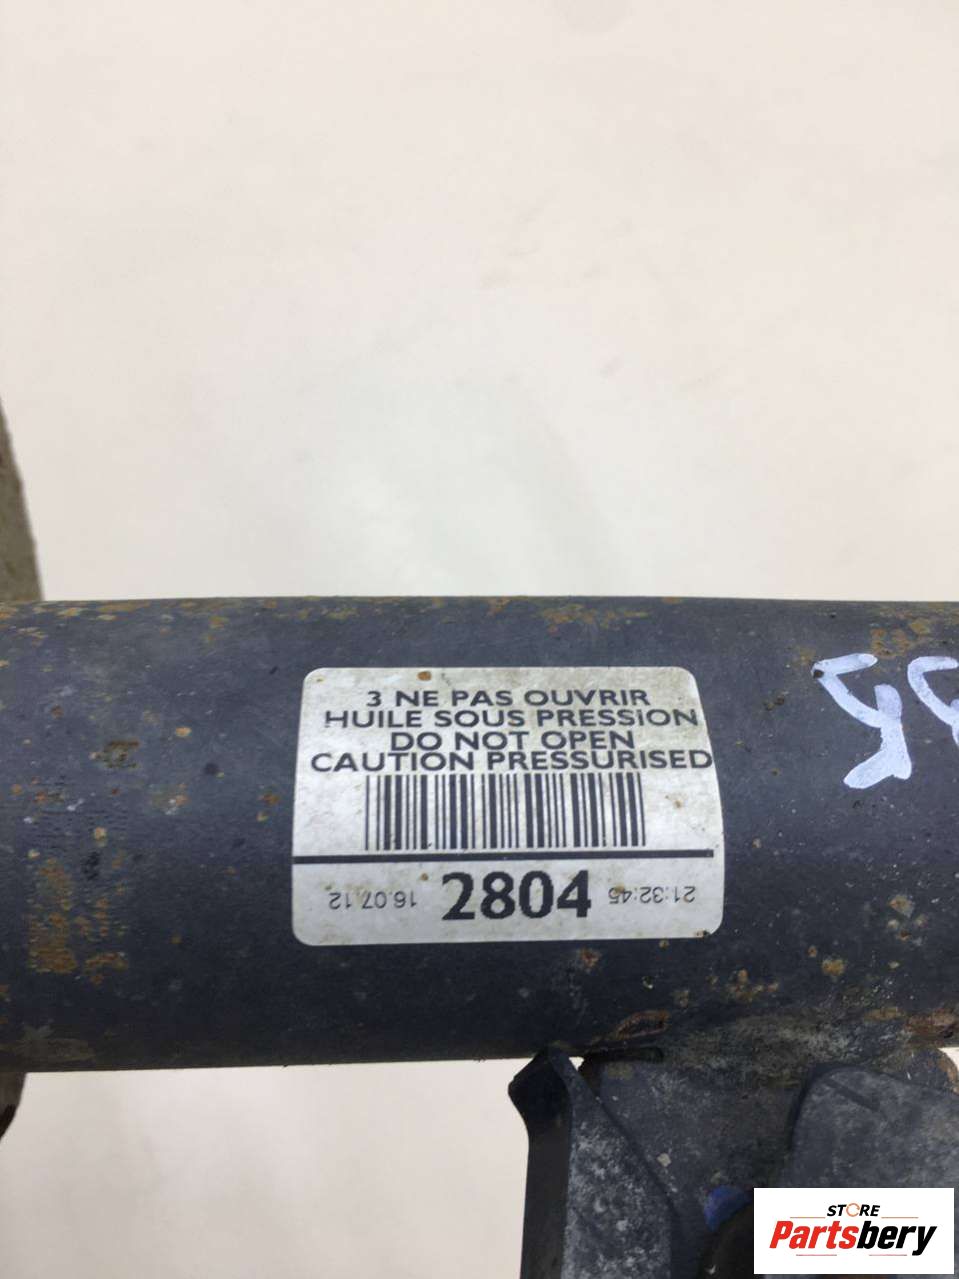 3 NE PAS OUVRIR
HUILE SOUS PRESSION
DO NOT OPEN
CAUTION PRESSURISED
16.07.12 2804 21:32:45
STORE
Partsbery